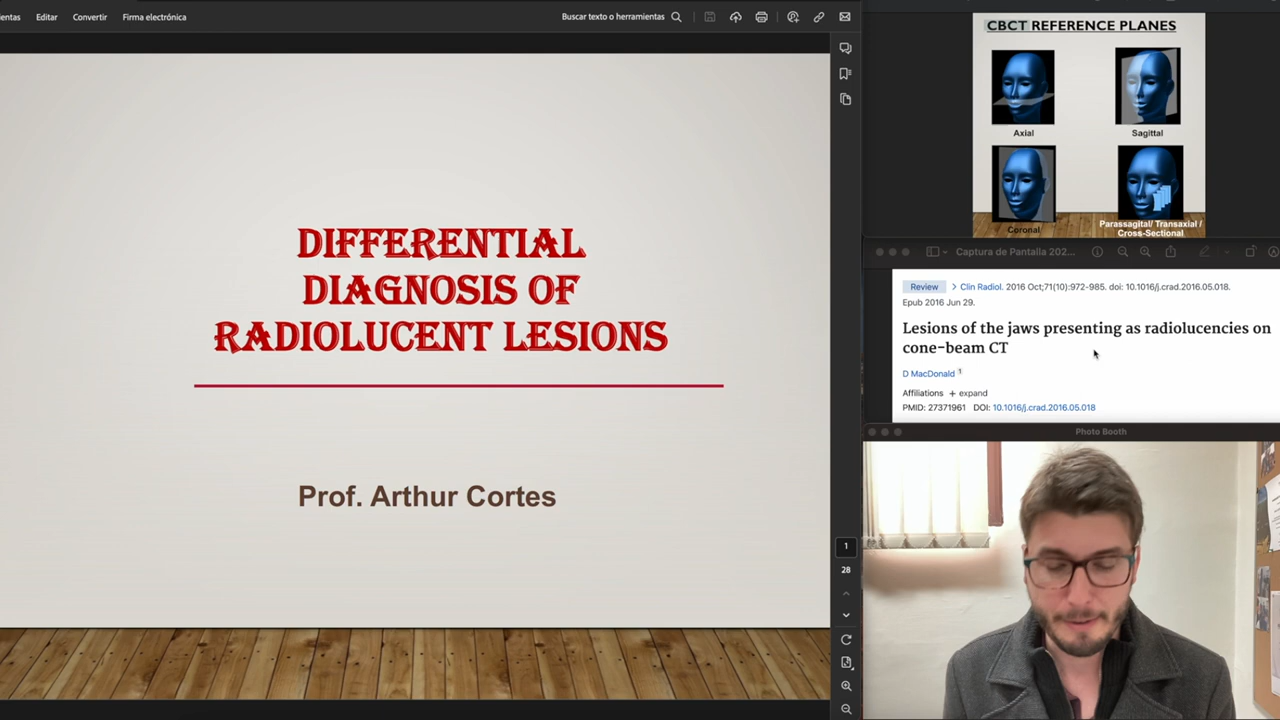 Editar Convertir Firma electrónica
Buscar texto o herramientas
DIFFERENTIAL
DIAGNOSIS OF
RADIOLUCENT LESIONS
Prof. Arthur Cortes
1
28
CBCT REFERENCE PLANES
Axial
Sagittal
Coronal
Parassagital/ Transaxial /
Cross-Sectional
Captura de Pantalla 202...
Review > Clin Radiol. 2016 Oct;71(10):972-985. doi: 10.1016/j.crad.2016.05.018.
Epub 2016 Jun 29.
Lesions of the jaws presenting as radiolucencies on
cone-beam CT
D MacDonald 1
Affiliations + expand
PMID: 27371961 DOI: 10.1016/j.crad.2016.05.018
Photo Booth